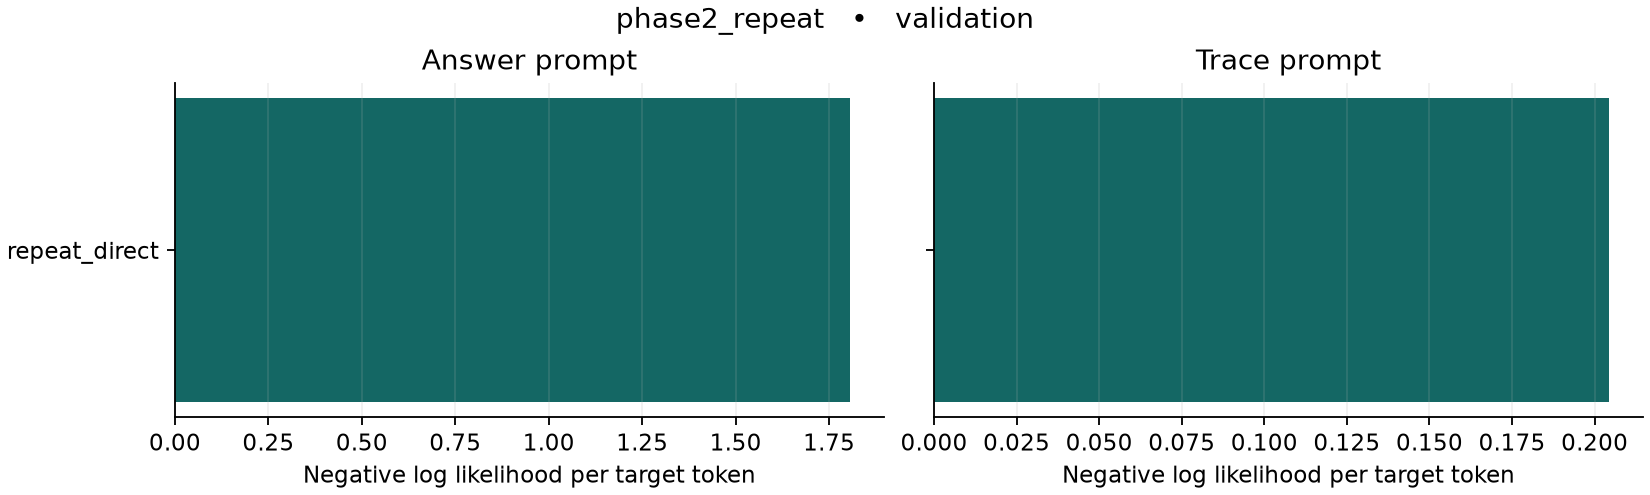 phase2_repeat • validation
Answer prompt
Trace prompt
repeat_direct
0.00 0.25 0.50 0.75 1.00 1.25 1.50 1.75
0.000 0.025 0.050 0.075 0.100 0.125 0.150 0.175 0.200
Negative log likelihood per target token
Negative log likelihood per target token